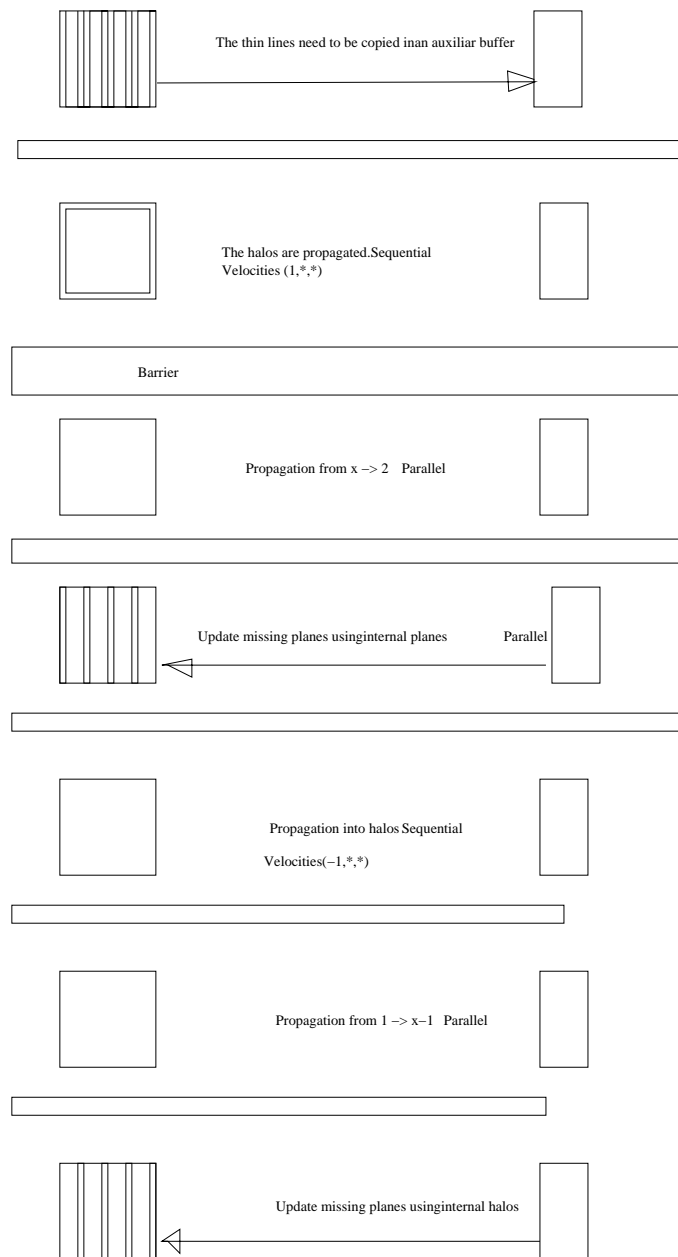 The thin lines need to be copied inan auxiliar buffer
The halos are propagated.Sequential
Velocities (1,*,*)
Barrier
Propagation from x −> 2 Parallel
Update missing planes usinginternal planes Parallel
Propagation into halos Sequential
Velocities(−1,*,*)
Propagation from 1 −> x−1 Parallel
Update missing planes usinginternal halos